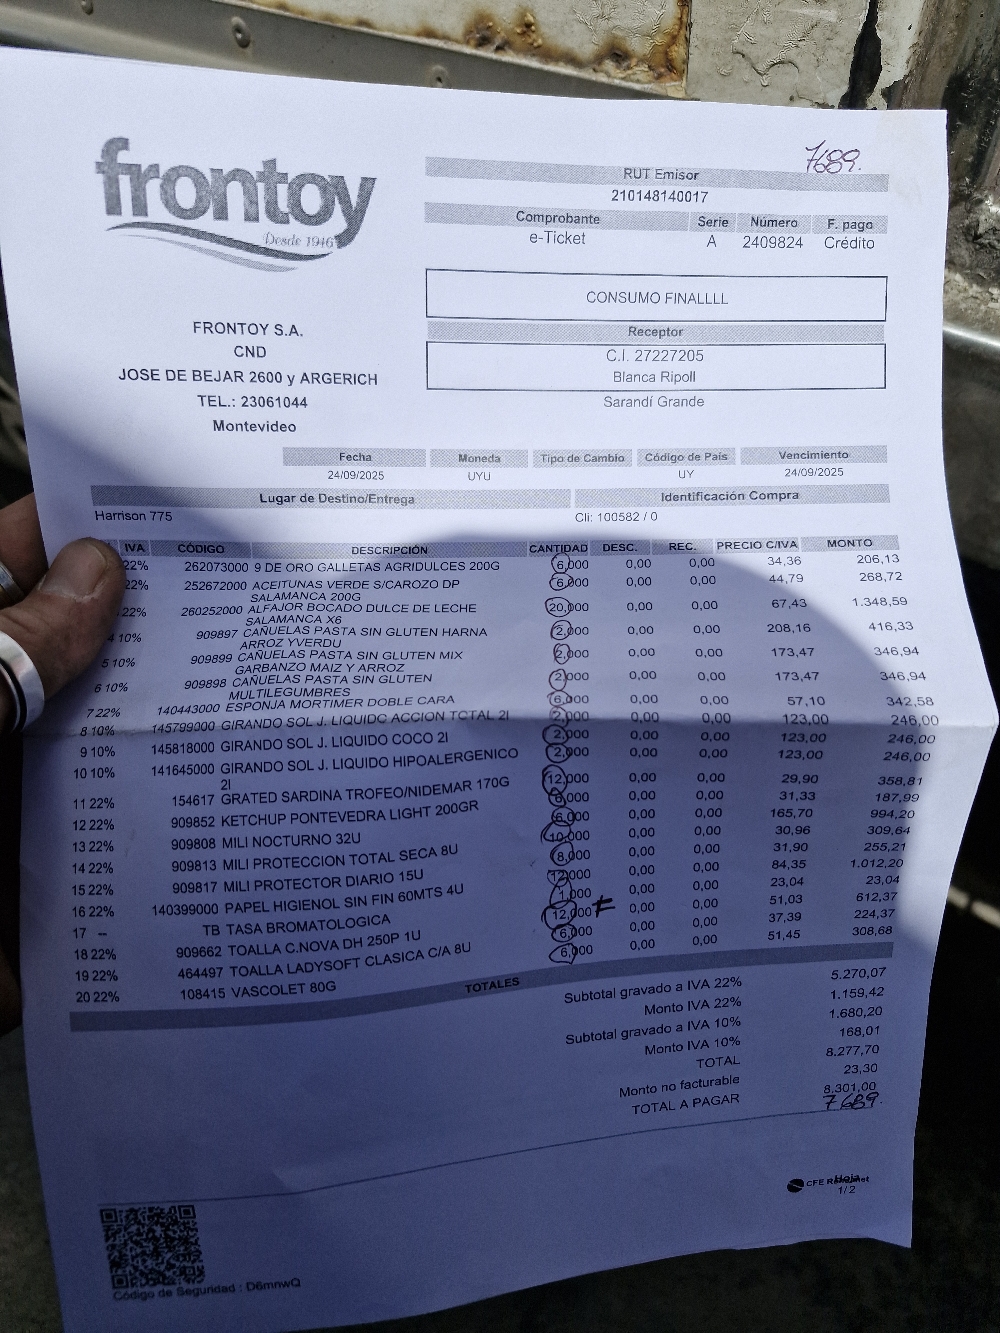 7689.
frontoy
Desde 1946
RUT Emisor
210148140017
Comprobante Serie Número F. pago
e-Ticket A 2409824 Crédito
CONSUMO FINALLLL
Receptor
C.I. 27227205
Blanca Ripoll
Sarandí Grande
FRONTOY S.A.
CND
JOSE DE BEJAR 2600 y ARGERICH
TEL.: 23061044
Montevideo
Fecha Moneda Tipo de Cambio Código de País Vencimiento
24/09/2025 UYU UY 24/09/2025
Lugar de Destino/Entrega Identificación Compra
Harrison 775 Cli: 100582 / 0
IVA CÓDIGO DESCRIPCIÓN CANTIDAD DESC. REC. PRECIO C/IVA MONTO
22% 262073000 9 DE ORO GALLETAS AGRIDULCES 200G 6,000 0,00 0,00 34,36 206,13
22% 252672000 ACEITUNAS VERDE S/CAROZO DP 6,000 0,00 0,00 44,79 268,72
SALAMANCA 200G
22% 260252000 ALFAJOR BOCADO DULCE DE LECHE 20,000 0,00 0,00 67,43 1.348,59
SALAMANCA X6
4 10% 909897 CAÑUELAS PASTA SIN GLUTEN HARNA 2,000 0,00 0,00 208,16 416,33
ARROZ YVERDU
5 10% 909899 CAÑUELAS PASTA SIN GLUTEN MIX 2,000 0,00 0,00 173,47 346,94
GARBANZO MAIZ Y ARROZ
6 10% 909898 CAÑUELAS PASTA SIN GLUTEN 2,000 0,00 0,00 173,47 346,94
MULTILEGUMBRES
7 22% 140443000 ESPONJA MORTIMER DOBLE CARA 6,000 0,00 0,00 57,10 342,58
8 10% 145799000 GIRANDO SOL J. LIQUIDO ACCION TOTAL 2l 2,000 0,00 0,00 123,00 246,00
9 10% 145818000 GIRANDO SOL J. LIQUIDO COCO 2l 2,000 0,00 0,00 123,00 246,00
10 10% 141645000 GIRANDO SOL J. LIQUIDO HIPOALERGENICO 2,000 0,00 0,00 123,00 246,00
2l
11 22% 154617 GRATED SARDINA TROFEO/NIDEMAR 170G 12,000 0,00 0,00 29,90 358,81
12 22% 909852 KETCHUP PONTEVEDRA LIGHT 200GR 6,000 0,00 0,00 31,33 187,99
13 22% 909808 MILI NOCTURNO 32U 6,000 0,00 0,00 165,70 994,20
14 22% 909813 MILI PROTECCION TOTAL SECA 8U 10,000 0,00 0,00 30,96 309,64
15 22% 909817 MILI PROTECTOR DIARIO 15U 8,000 0,00 0,00 31,90 255,21
16 22% 140399000 PAPEL HIGIENOL SIN FIN 60MTS 4U 12,000 0,00 0,00 84,35 1.012,20
17 -- TB TASA BROMATOLOGICA 1,000 0,00 0,00 23,04 23,04
18 22% 909662 TOALLA C.NOVA DH 250P 1U 12,000 F 0,00 0,00 51,03 612,37
19 22% 464497 TOALLA LADYSOFT CLASICA C/A 8U 6,000 0,00 0,00 37,39 224,37
20 22% 108415 VASCOLET 80G 6,000 0,00 0,00 51,45 308,68
TOTALES
Subtotal gravado a IVA 22% 5.270,07
Monto IVA 22% 1.159,42
Subtotal gravado a IVA 10% 1.680,20
Monto IVA 10% 168,01
TOTAL 8.277,70
Monto no facturable 23,30
TOTAL A PAGAR 8.301,00
7689.
Hoja
CFE
1/2
Código de Seguridad : D6mnwQ